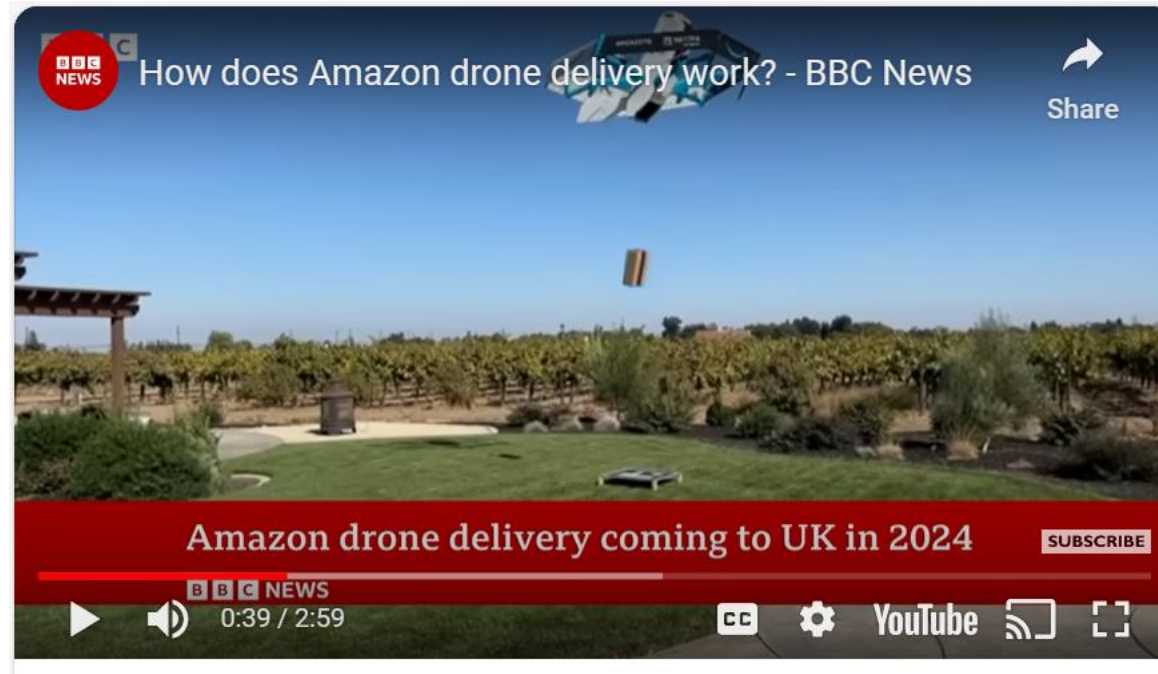 BBC
NEWS
How does Amazon drone delivery work? - BBC News
C
Share
Amazon drone delivery coming to UK in 2024
SUBSCRIBE
BBC NEWS
0:39 / 2:59
CC
YouTube